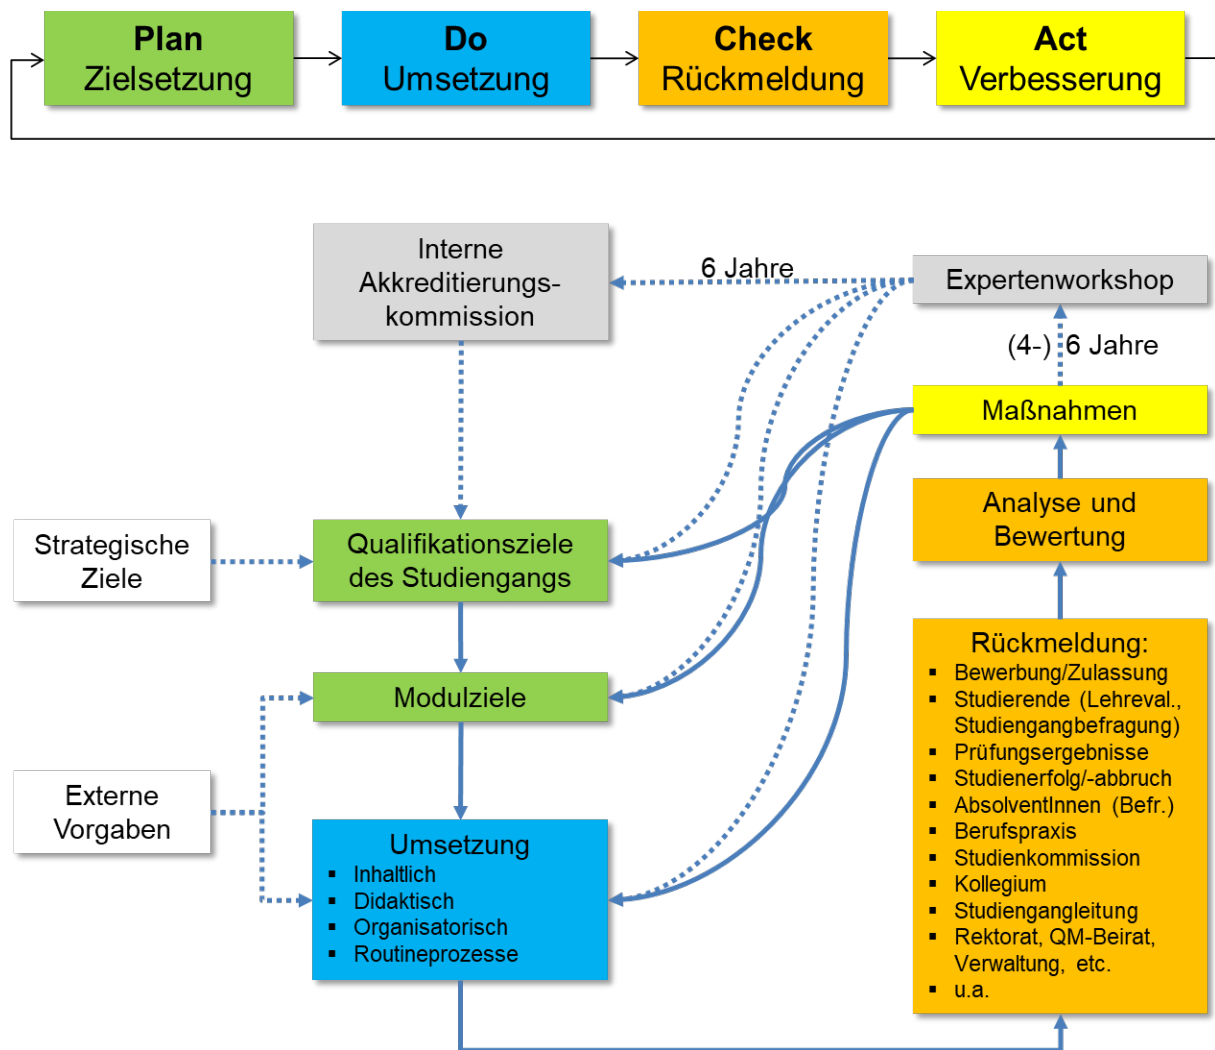 Plan
Zielsetzung
Do
Umsetzung
Check
Rückmeldung
Act
Verbesserung
Interne
Akkreditierungs-
kommission
6 Jahre
Expertenworkshop
(4-) 6 Jahre
Maßnahmen
Analyse und
Bewertung
Strategische
Ziele
Qualifikationsziele
des Studiengangs
Modulziele
Externe
Vorgaben
Umsetzung
▪ Inhaltlich
▪ Didaktisch
▪ Organisatorisch
▪ Routineprozesse
Rückmeldung:
▪ Bewerbung/Zulassung
▪ Studierende (Lehreval.,
Studiengangbefragung)
▪ Prüfungsergebnisse
▪ Studienerfolg/-abbruch
▪ AbsolventInnen (Befr.)
▪ Berufspraxis
▪ Studienkommission
▪ Kollegium
▪ Studiengangleitung
▪ Rektorat, QM-Beirat,
Verwaltung, etc.
▪ u.a.